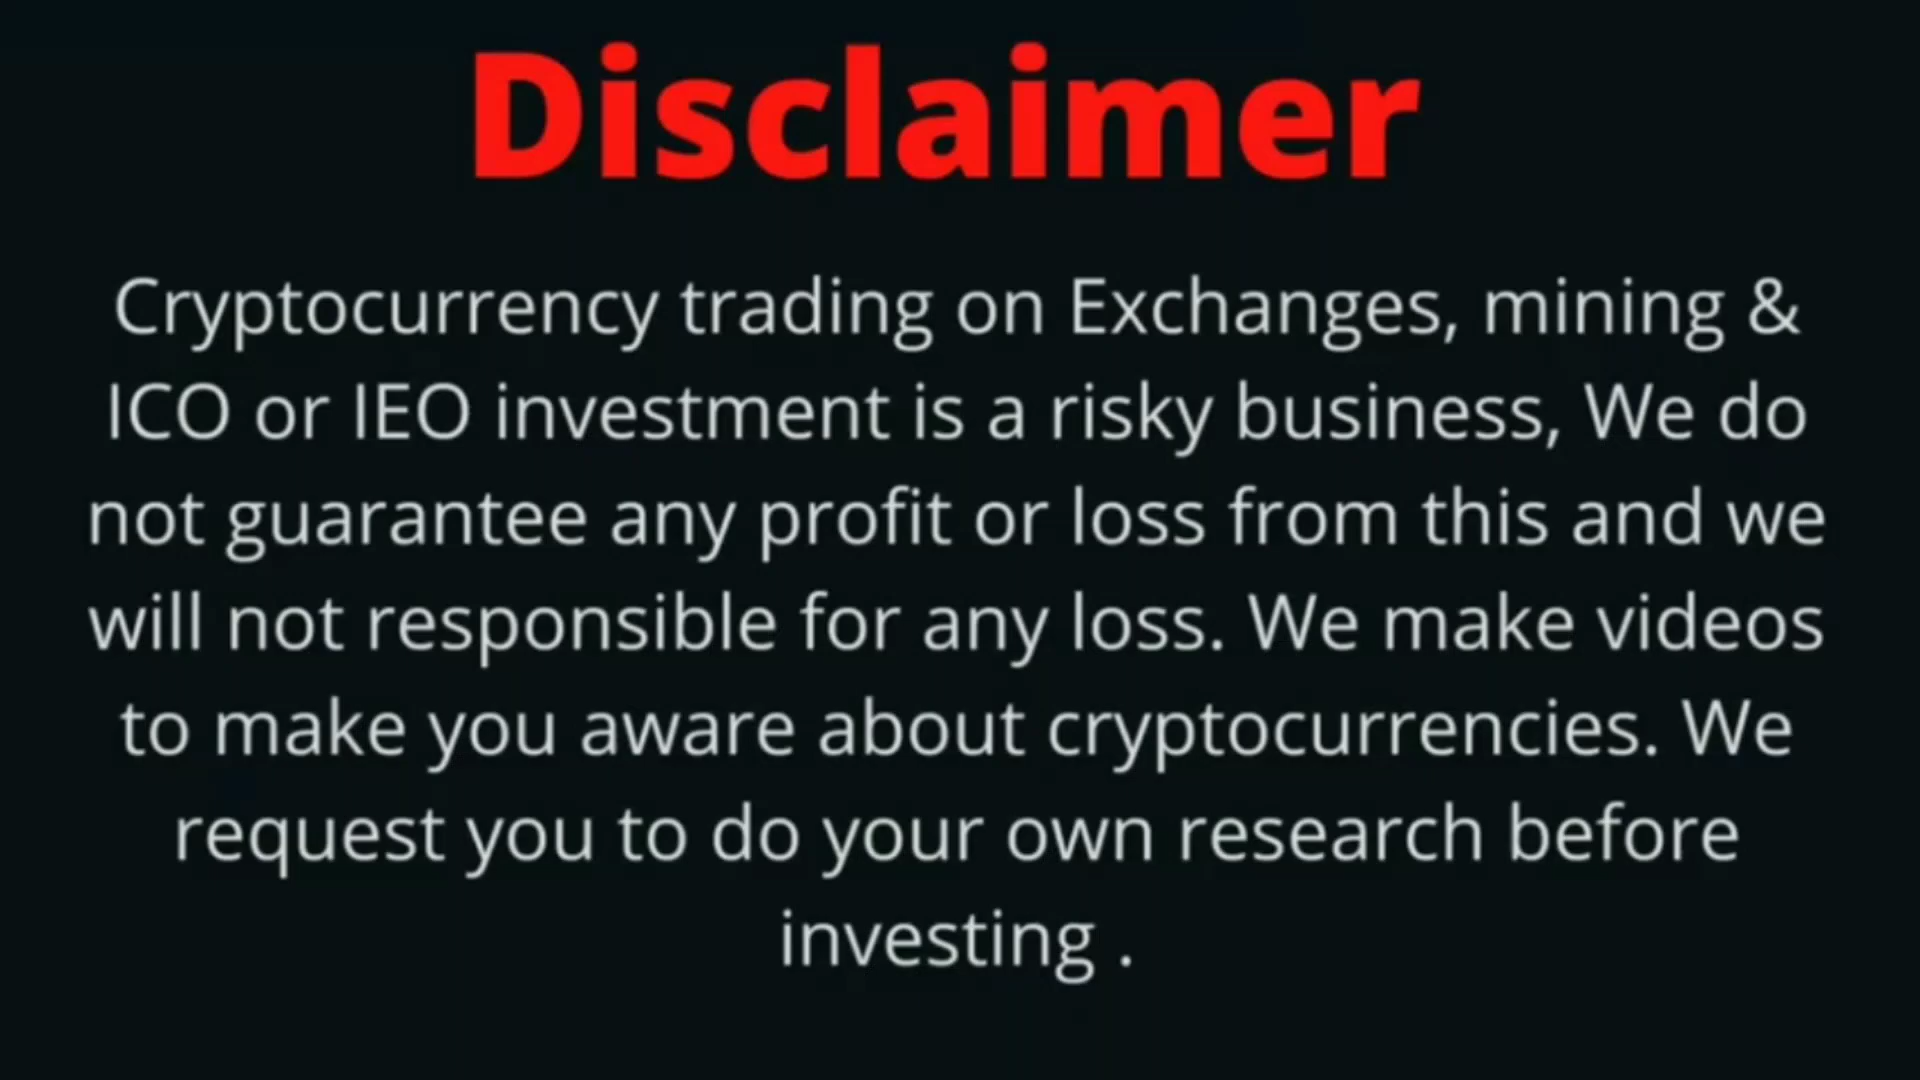 Disclaimer
Cryptocurrency trading on Exchanges, mining &
ICO or IEO investment is a risky business, We do
not guarantee any profit or loss from this and we
will not responsible for any loss. We make videos
to make you aware about cryptocurrencies. We
request you to do your own research before
investing .